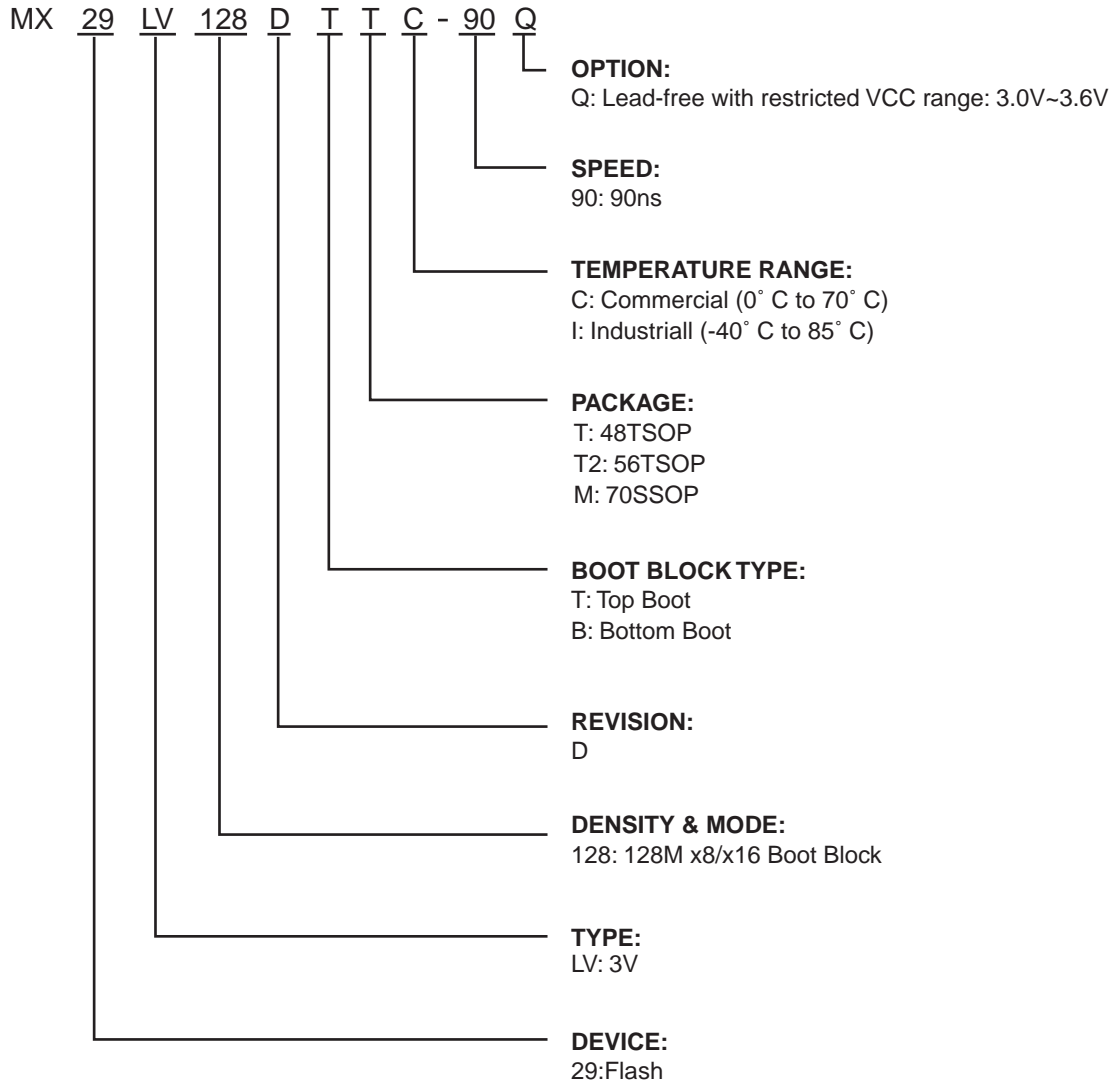 MX 29 LV 128 D T T C - 90 Q
OPTION:
Q: Lead-free with restricted VCC range: 3.0V~3.6V
SPEED:
90: 90ns
TEMPERATURE RANGE:
C: Commercial (0˚ C to 70˚ C)
I: Industriall (-40˚ C to 85˚ C)
PACKAGE:
T: 48TSOP
T2: 56TSOP
M: 70SSOP
BOOT BLOCK TYPE:
T: Top Boot
B: Bottom Boot
REVISION:
D
DENSITY & MODE:
128: 128M x8/x16 Boot Block
TYPE:
LV: 3V
DEVICE:
29:Flash